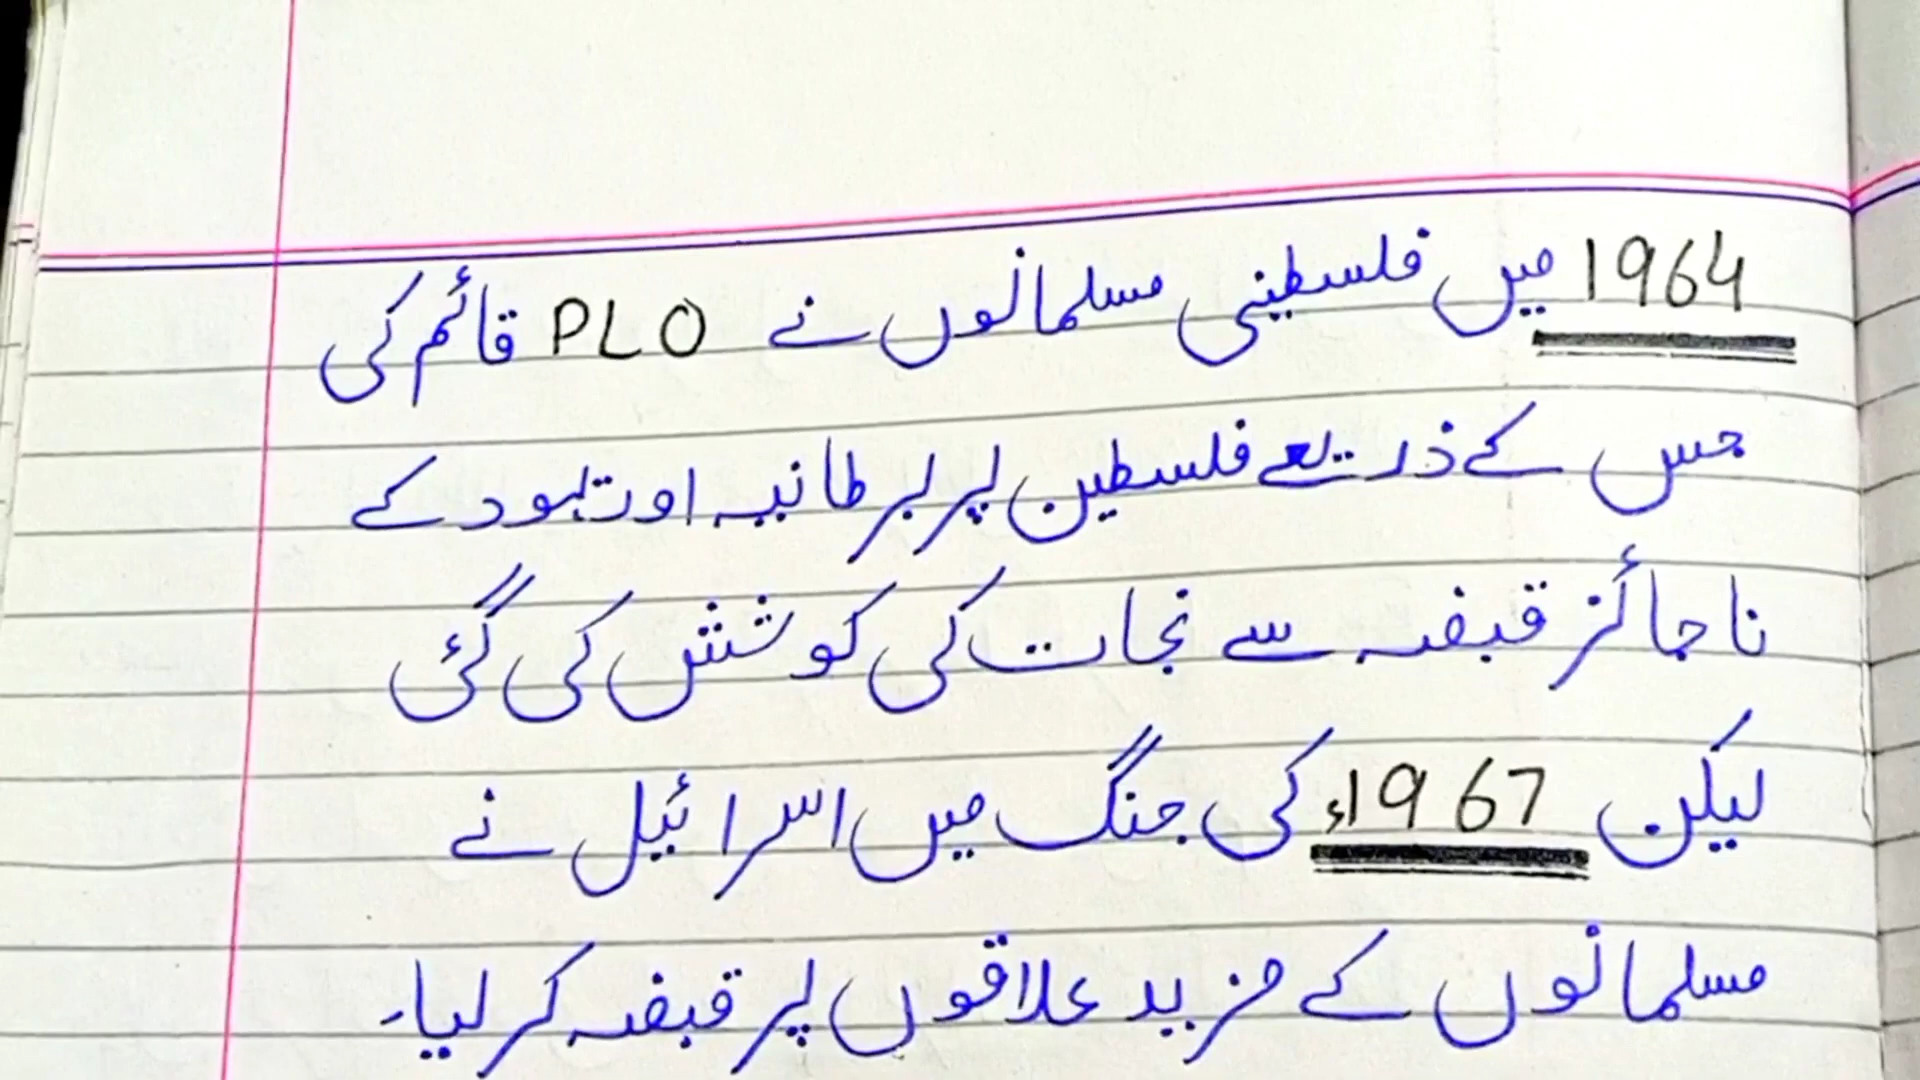 1964 میں فلسطینی مسلمانوں نے PLO قائم کی
جس کے ذریعے فلسطین پر برطانیہ اور یہود کے
ناجائز قبضہ سے نجات کی کوشش کی گئی
لیکن 1967ء کی جنگ میں اسرائیل نے
مسلمانوں کے مزید علاقوں پر قبضہ کر لیا۔